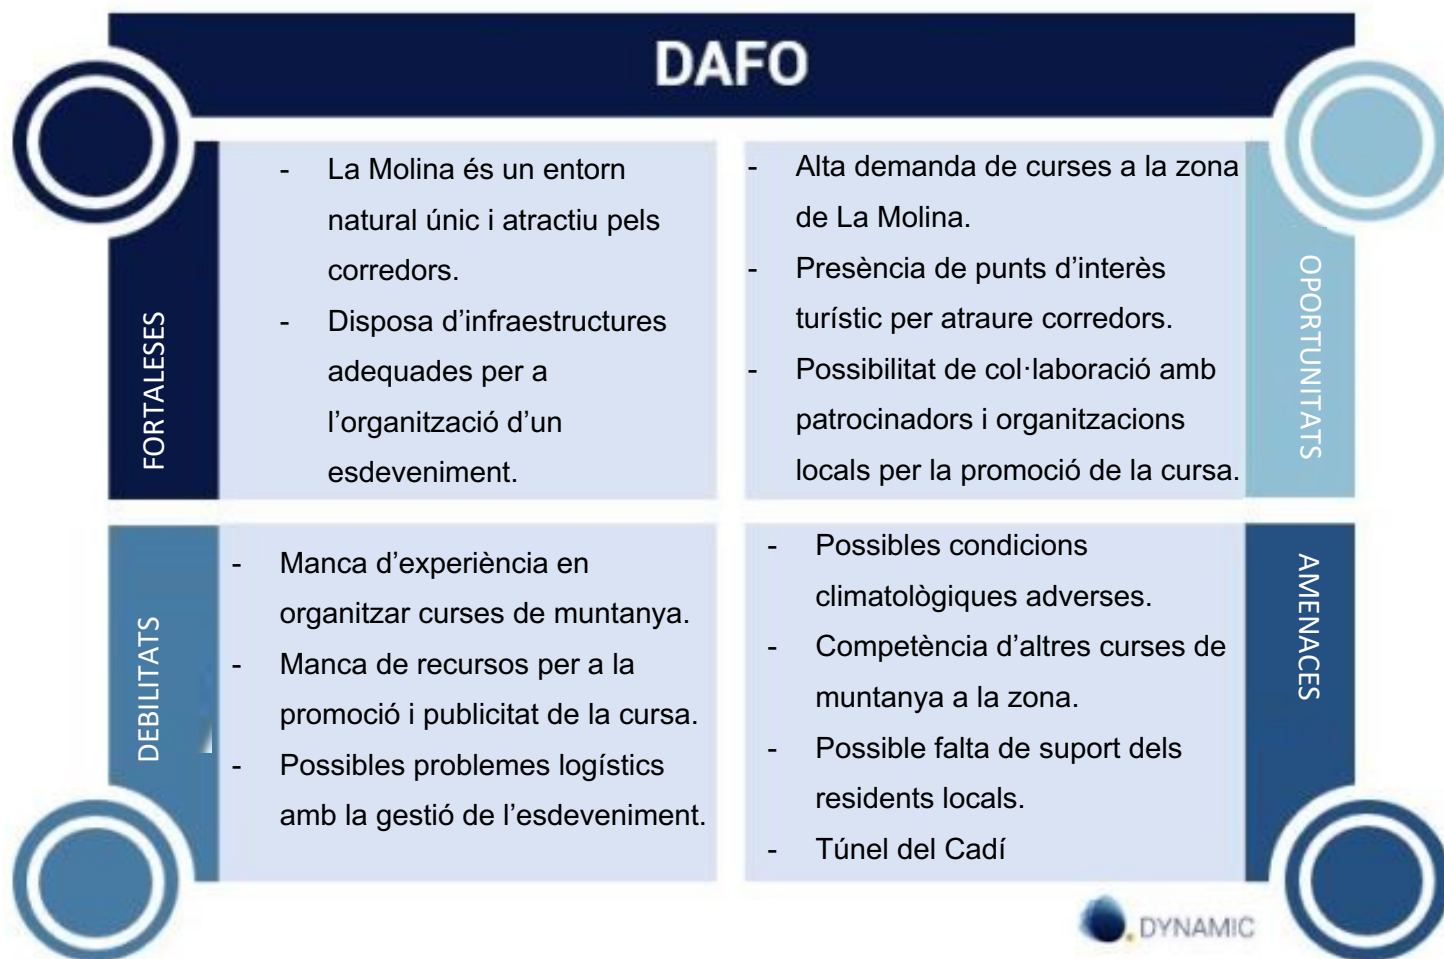 DAFO
FORTALESES
- La Molina és un entorn
natural únic i atractiu pels
corredors.
- Disposa d’infraestructures
adequades per a
l’organització d’un
esdeveniment.
- Alta demanda de curses a la zona
de La Molina.
- Presència de punts d’interès
turístic per atraure corredors.
- Possibilitat de col·laboració amb
patrocinadors i organitzacions
locals per la promoció de la cursa.
OPORTUNITATS
DEBILITATS
- Manca d’experiència en
organitzar curses de muntanya.
- Manca de recursos per a la
promoció i publicitat de la cursa.
- Possibles problemes logístics
amb la gestió de l’esdeveniment.
- Possibles condicions
climatològiques adverses.
- Competència d’altres curses de
muntanya a la zona.
- Possible falta de suport dels
residents locals.
- Túnel del Cadí
AMENACES
DYNAMIC